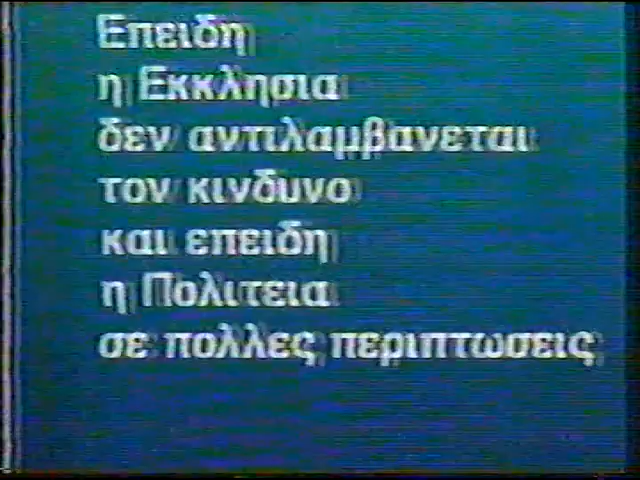 Επειδη
η Εκκλησια
δεν αντιλαμβανεται
τον κινδυνο
και επειδη
η Πολιτεια
σε πολλες περιπτωσεις